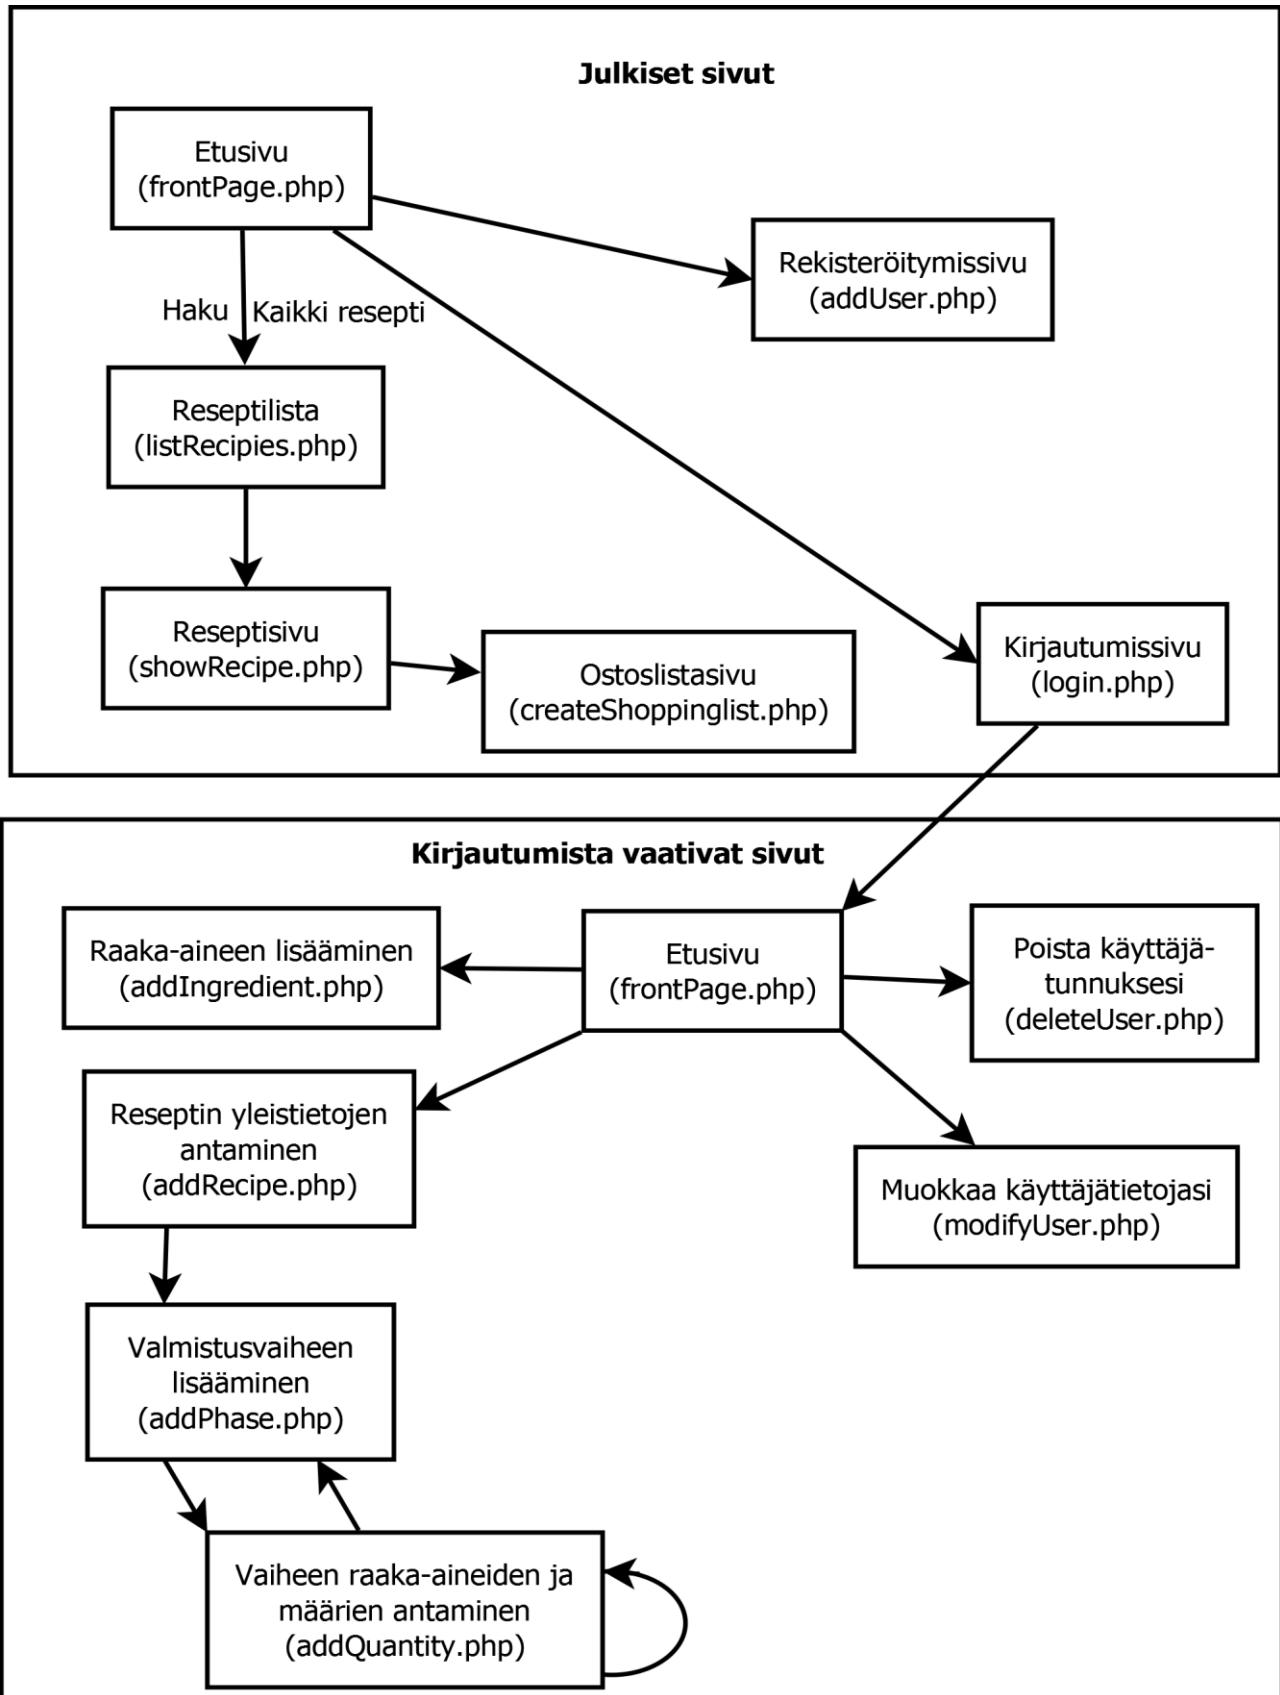 Julkiset sivut
Etusivu
(frontPage.php)
Rekisteröitymissivu
(addUser.php)
Haku
Kaikki resepti
Reseptilista
(listRecipies.php)
Reseptisivu
(showRecipe.php)
Ostoslistasivu
(createShoppinglist.php)
Kirjautumissivu
(login.php)
Kirjautumista vaativat sivut
Raaka-aineen lisääminen
(addIngredient.php)
Etusivu
(frontPage.php)
Poista käyttäjä-
tunnuksesi
(deleteUser.php)
Reseptin yleistietojen
antaminen
(addRecipe.php)
Muokkaa käyttäjätietojasi
(modifyUser.php)
Valmistusvaiheen
lisääminen
(addPhase.php)
Vaiheen raaka-aineiden ja
määrien antaminen
(addQuantity.php)